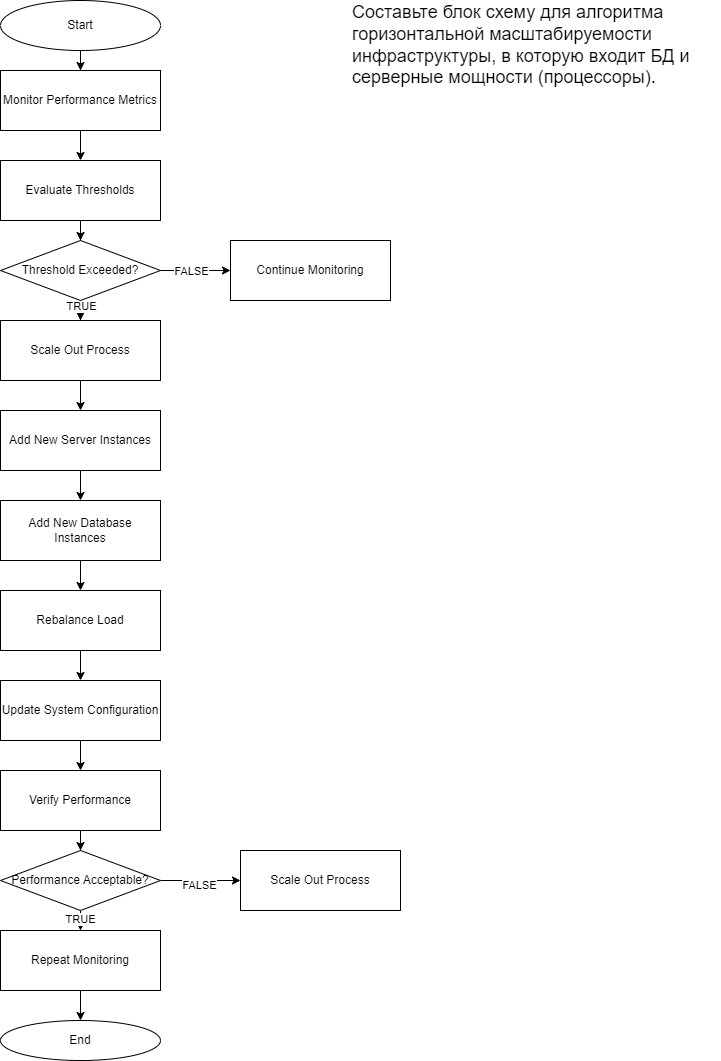 Составьте блок схему для алгоритма
горизонтальной масштабируемости
инфраструктуры, в которую входит БД и
серверные мощности (процессоры).
Start
Monitor Performance Metrics
Evaluate Thresholds
Threshold Exceeded?
FALSE
Continue Monitoring
TRUE
Scale Out Process
Add New Server Instances
Add New Database
Instances
Rebalance Load
Update System Configuration
Verify Performance
Performance Acceptable?
FALSE
Scale Out Process
TRUE
Repeat Monitoring
End